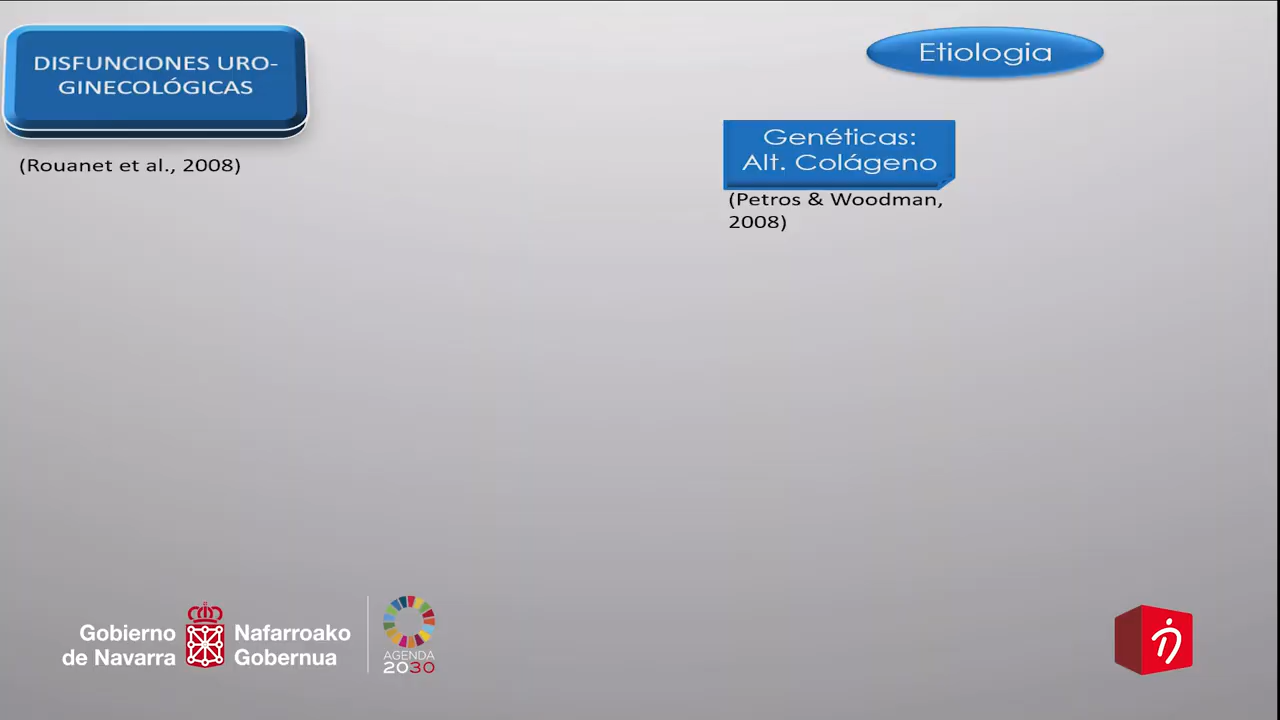 DISFUNCIONES URO-
GINECOLÓGICAS
(Rouanet et al., 2008)
Etiologia
Genéticas:
Alt. Colágeno
(Petros & Woodman,
2008)
Gobierno
de Navarra
Nafarroako
Gobernua
AGENDA
2030